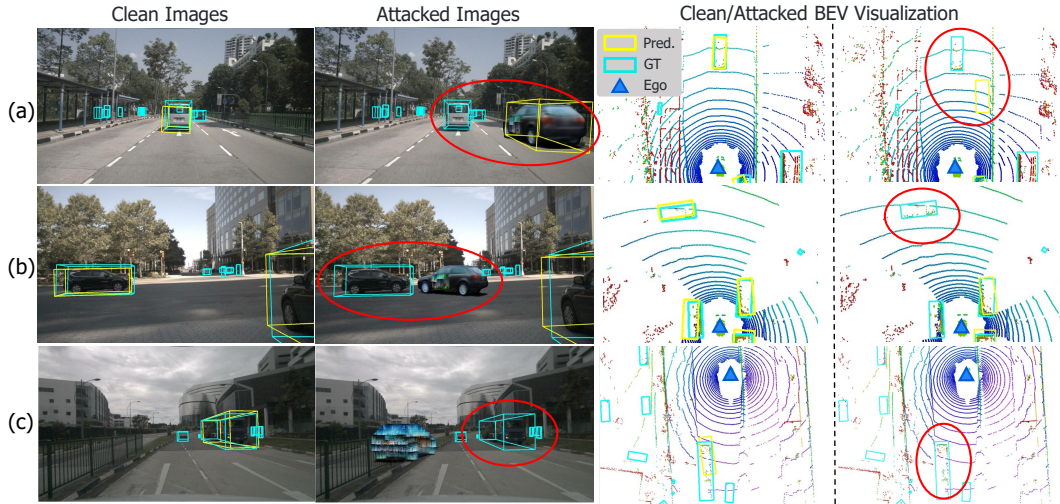 Clean Images
Attacked Images
Clean/Attacked BEV Visualization
Pred.
GT
Ego
(a)
(b)
(c)